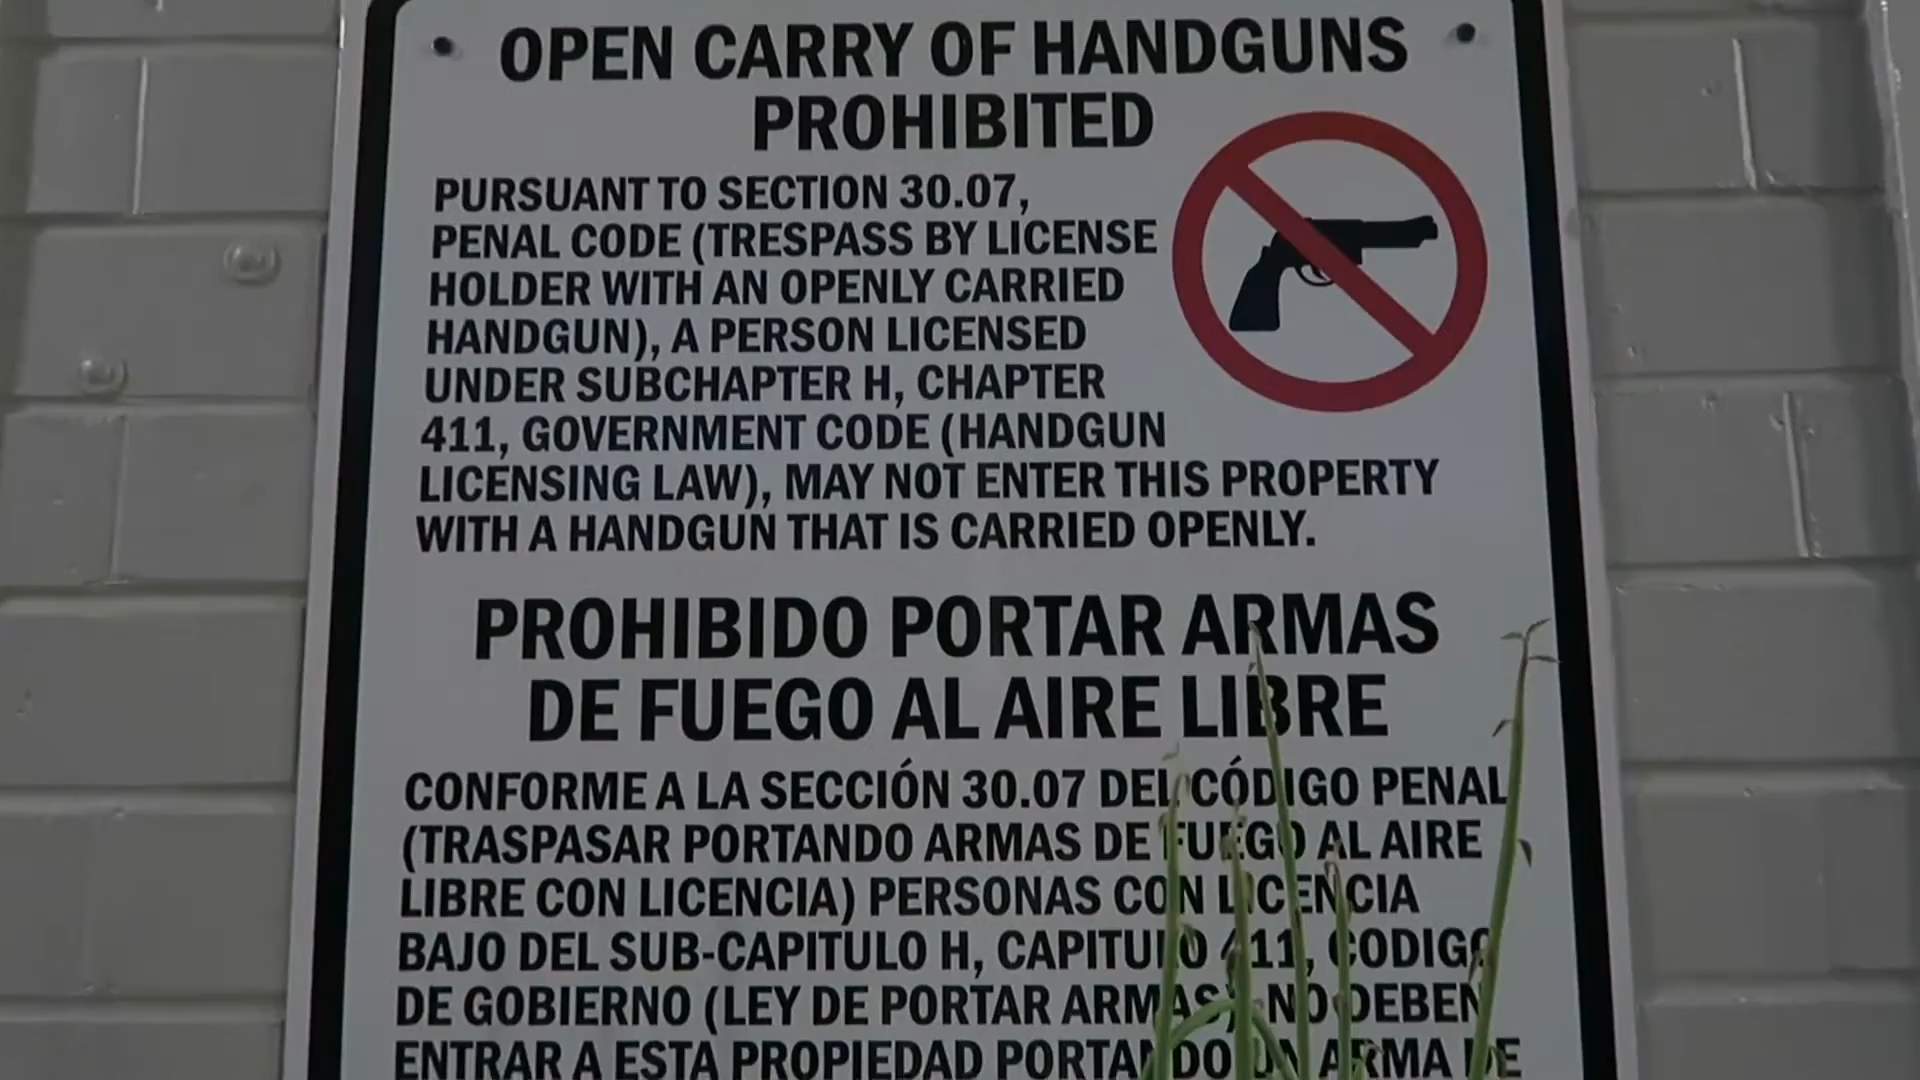 OPEN CARRY OF HANDGUNS
PROHIBITED
PURSUANT TO SECTION 30.07,
PENAL CODE (TRESPASS BY LICENSE
HOLDER WITH AN OPENLY CARRIED
HANDGUN), A PERSON LICENSED
UNDER SUBCHAPTER H, CHAPTER
411, GOVERNMENT CODE (HANDGUN
LICENSING LAW), MAY NOT ENTER THIS PROPERTY
WITH A HANDGUN THAT IS CARRIED OPENLY.
PROHIBIDO PORTAR ARMAS
DE FUEGO AL AIRE LIBRE
CONFORME A LA SECCIÓN 30.07 DEL CÓDIGO PENAL
(TRASPASAR PORTANDO ARMAS DE FUEGO AL AIRE
LIBRE CON LICENCIA) PERSONAS CON LICENCIA
BAJO DEL SUB-CAPITULO H, CAPITULO 411, CODIGO
DE GOBIERNO (LEY DE PORTAR ARMAS), NO DEBEN
ENTRAR A ESTA PROPIEDAD PORTANDO UN ARMA DE